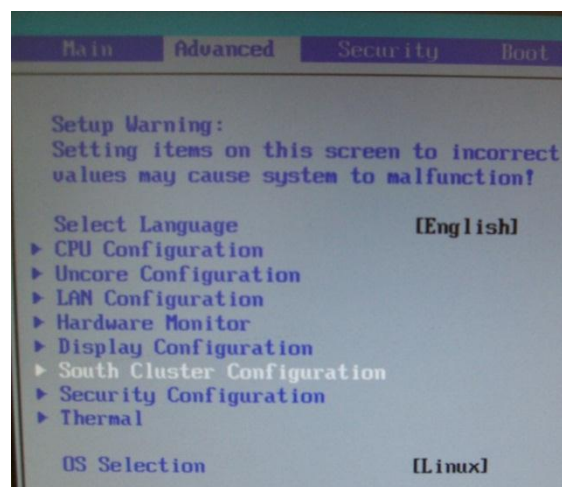 Main Advanced Security Boot
Setup Warning:
Setting items on this screen to incorrect
values may cause system to malfunction!
Select Language [English]
CPU Configuration
Uncore Configuration
LAN Configuration
Hardware Monitor
Display Configuration
South Cluster Configuration
Security Configuration
Thermal
OS Selection [Linux]